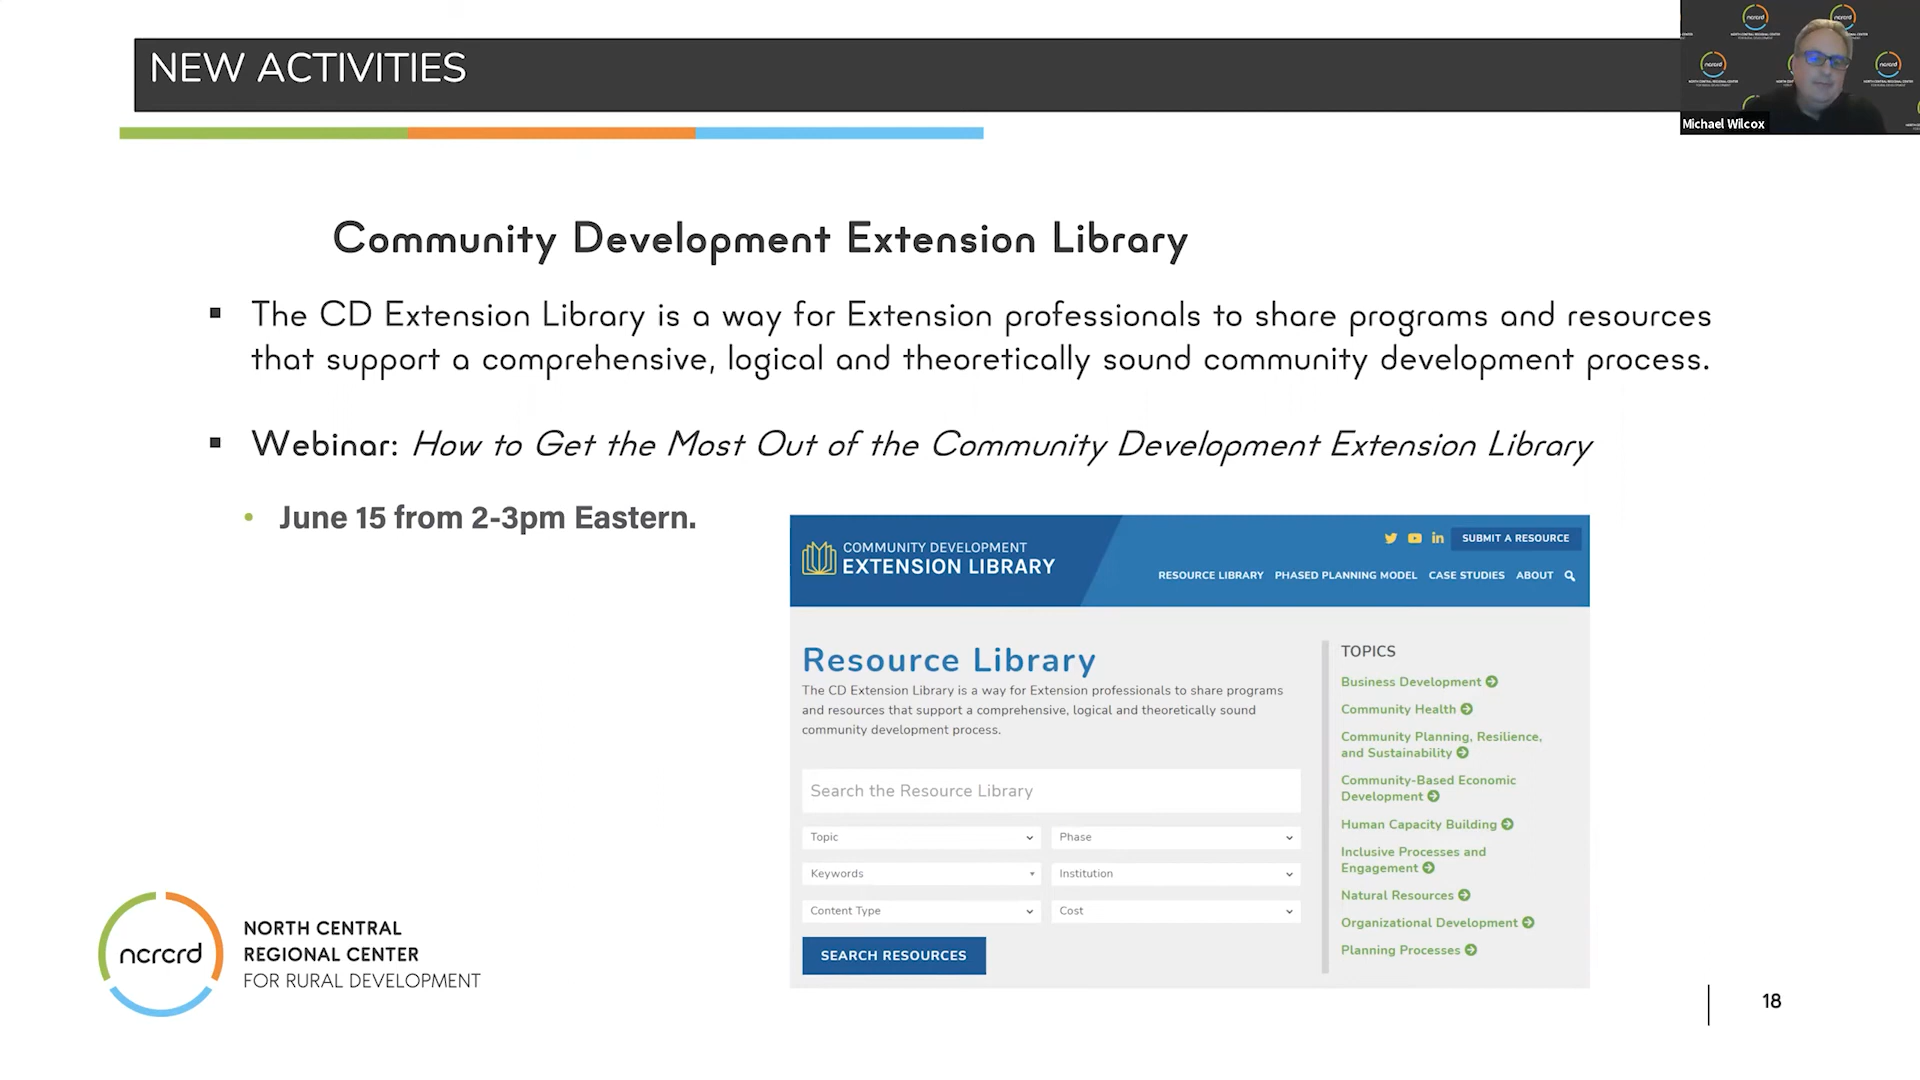 NEW ACTIVITIES
Michael Wilcox
Community Development Extension Library
The CD Extension Library is a way for Extension professionals to share programs and resources
that support a comprehensive, logical and theoretically sound community development process.
Webinar: How to Get the Most Out of the Community Development Extension Library
June 15 from 2-3pm Eastern.
COMMUNITY DEVELOPMENT
EXTENSION LIBRARY
SUBMIT A RESOURCE
RESOURCE LIBRARY PHASED PLANNING MODEL CASE STUDIES ABOUT
Resource Library
The CD Extension Library is a way for Extension professionals to share programs
and resources that support a comprehensive, logical and theoretically sound
community development process.
Search the Resource Library
Topic
Phase
Keywords
Institution
Content Type
Cost
SEARCH RESOURCES
TOPICS
Business Development
Community Health
Community Planning, Resilience,
and Sustainability
Community-Based Economic
Development
Human Capacity Building
Inclusive Processes and
Engagement
Natural Resources
Organizational Development
Planning Processes
ncrcrd
NORTH CENTRAL
REGIONAL CENTER
FOR RURAL DEVELOPMENT
18